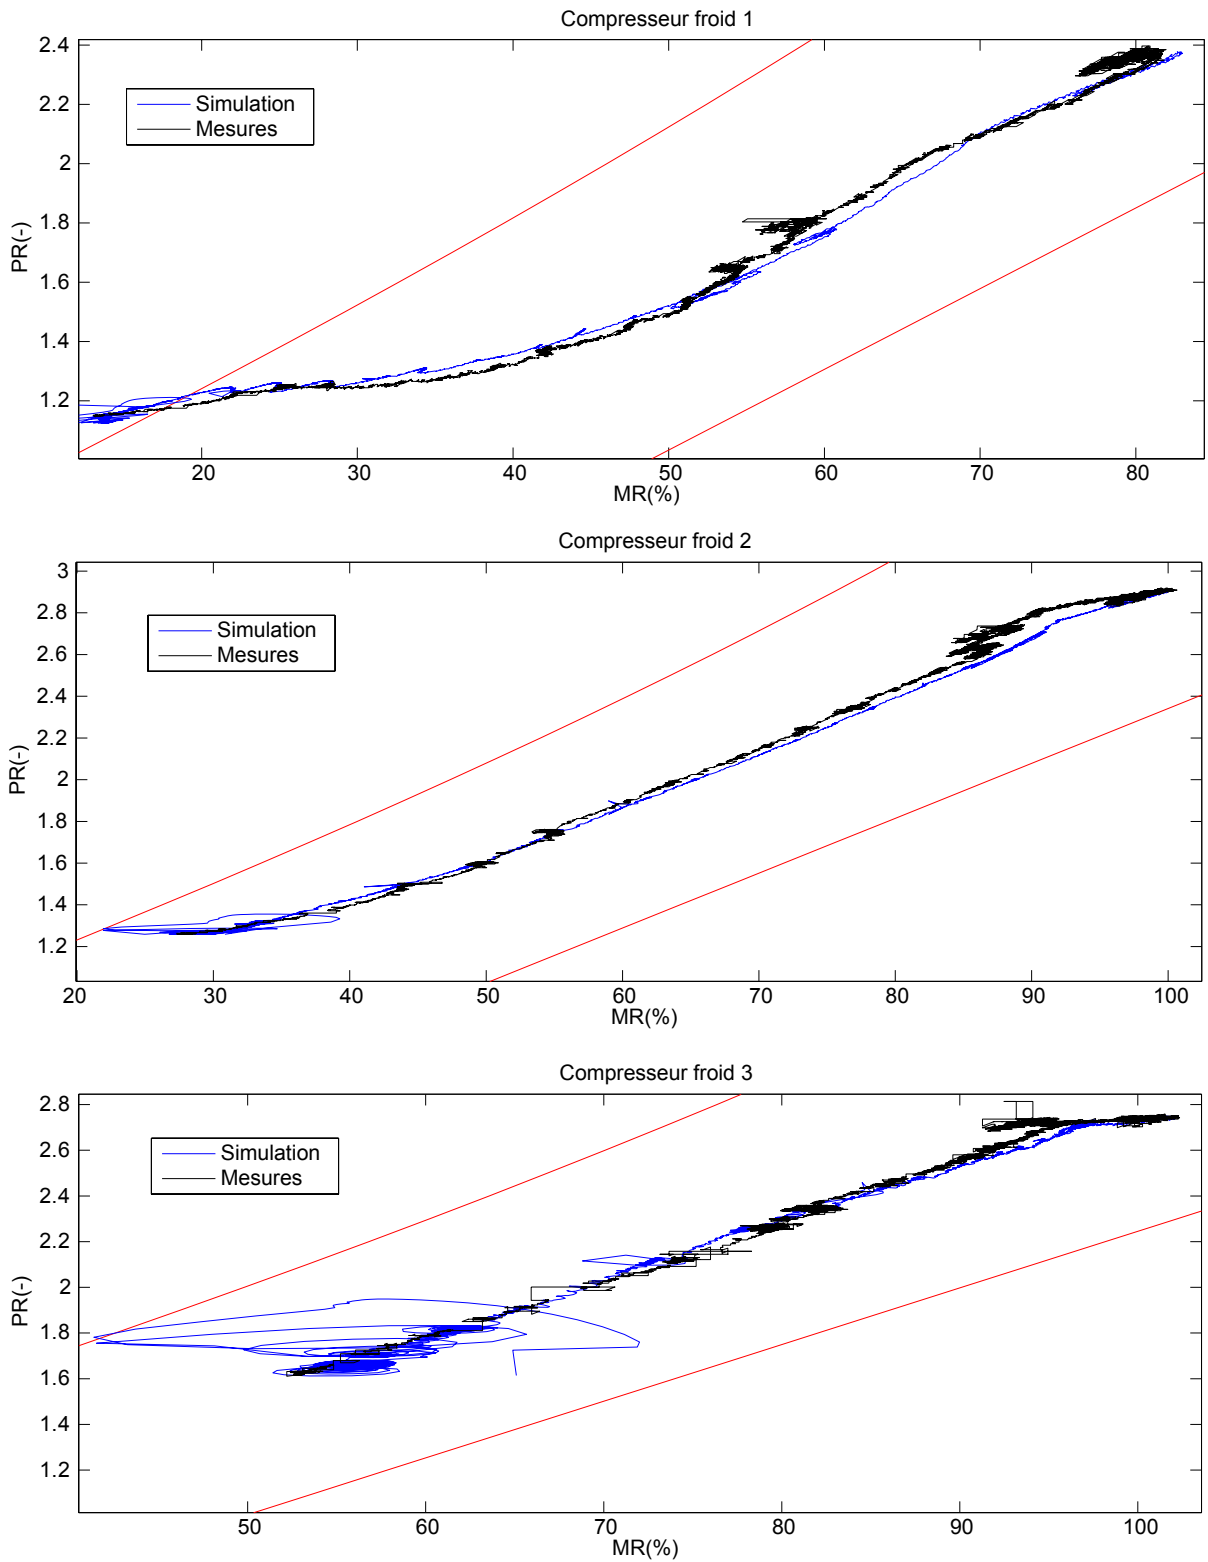 Compresseur froid 1
2.4
2.2
2
1.8
1.6
1.4
1.2
PR(-)
Simulation
Mesures
20 30 40 50 60 70 80
MR(%)
Compresseur froid 2
3
2.8
2.6
2.4
2.2
2
1.8
1.6
1.4
1.2
PR(-)
Simulation
Mesures
20 30 40 50 60 70 80 90 100
MR(%)
Compresseur froid 3
2.8
2.6
2.4
2.2
2
1.8
1.6
1.4
1.2
PR(-)
Simulation
Mesures
50 60 70 80 90 100
MR(%)